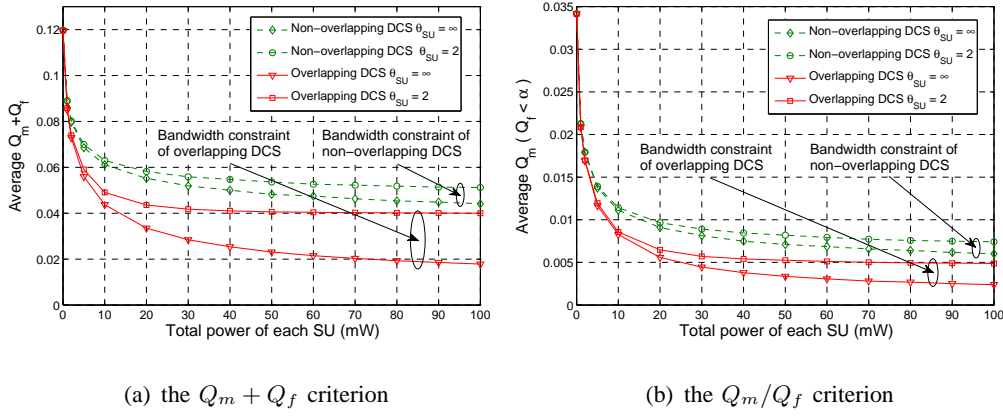 0.12
0.1
0.08
0.06
0.04
0.02
0
Average Q_m+Q_f
0 10 20 30 40 50 60 70 80 90 100
Total power of each SU (mW)
Non−overlapping DCS θ_SU = ∞
Non−overlapping DCS θ_SU = 2
Overlapping DCS θ_SU = ∞
Overlapping DCS θ_SU = 2
Bandwidth constraint
of overlapping DCS
Bandwidth constraint of
non−overlapping DCS
(a) the Q_m + Q_f criterion
0.035
0.03
0.025
0.02
0.015
0.01
0.005
0
Average Q_m ( Q_f < α)
0 10 20 30 40 50 60 70 80 90 100
Total power of each SU (mW)
Non−overlapping DCS θ_SU = ∞
Non−overlapping DCS θ_SU = 2
Overlapping DCS θ_SU = ∞
Overlapping DCS θ_SU = 2
Bandwidth constraint
of overlapping DCS
Bandwidth constraint of
non−overlapping DCS
(b) the Q_m/Q_f criterion